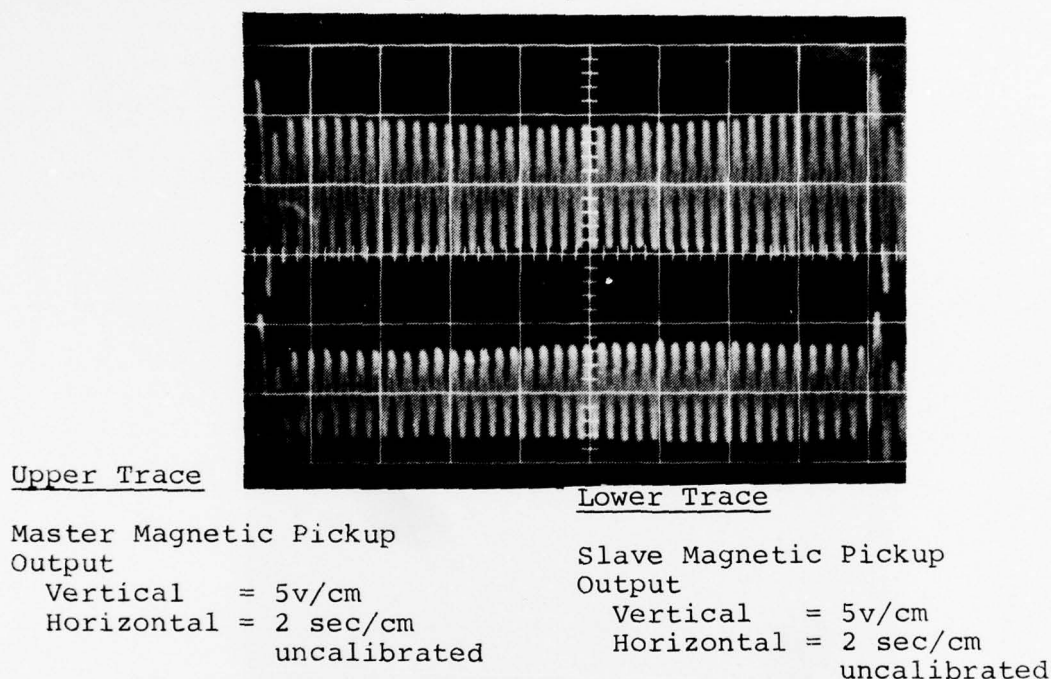 Upper Trace
Master Magnetic Pickup
Output
Vertical = 5v/cm
Horizontal = 2 sec/cm
uncalibrated
Lower Trace
Slave Magnetic Pickup
Output
Vertical = 5v/cm
Horizontal = 2 sec/cm
uncalibrated